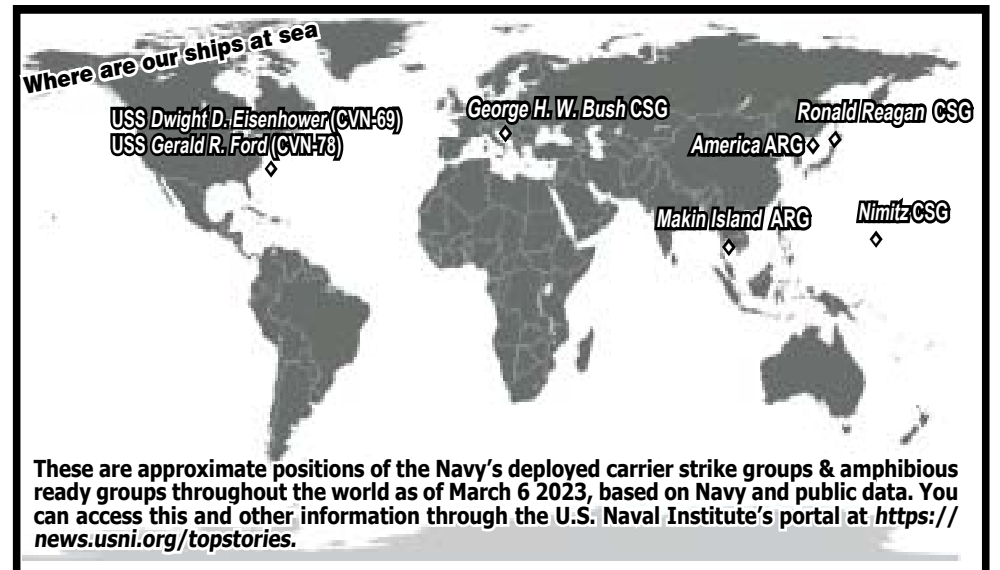 Where are our ships at sea
USS Dwight D. Eisenhower (CVN-69)
USS Gerald R. Ford (CVN-78)
George H. W. Bush CSG
Ronald Reagan CSG
America ARG
Makin Island ARG
Nimitz CSG
These are approximate positions of the Navy's deployed carrier strike groups & amphibious
ready groups throughout the world as of March 6 2023, based on Navy and public data. You
can access this and other information through the U.S. Naval Institute's portal at https://
news.usni.org/topstories.